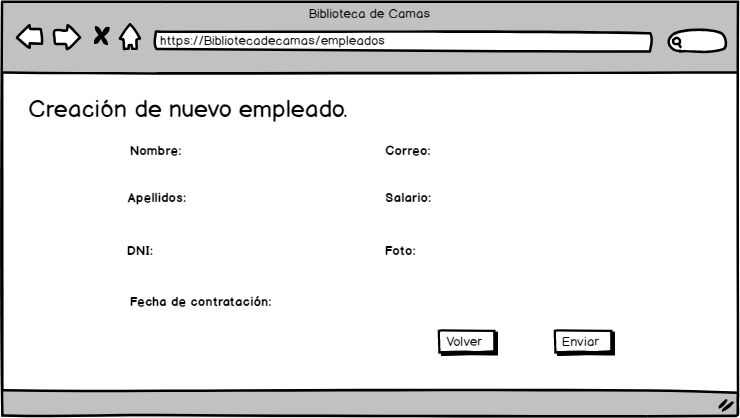 Biblioteca de Camas
https://Bibliotecadecamas/empleados
Creación de nuevo empleado.
Nombre:
Correo:
Apellidos:
Salario:
DNI:
Foto:
Fecha de contratación:
Volver
Enviar